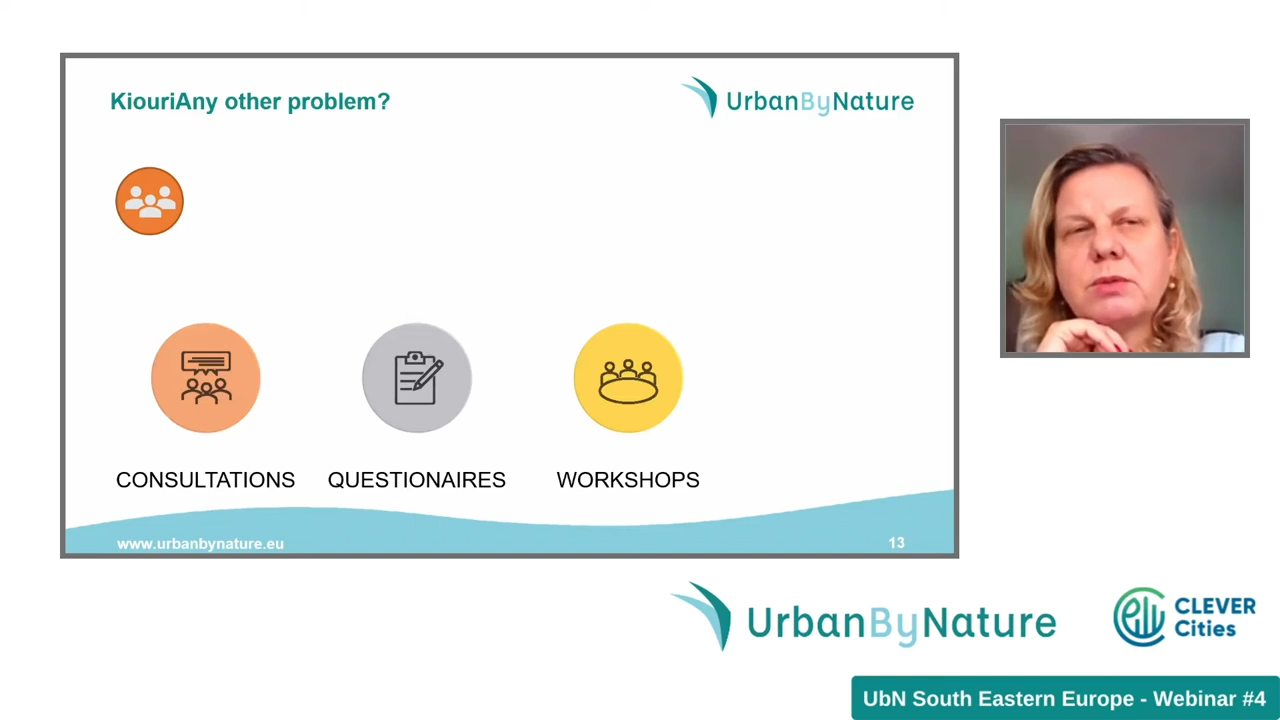 KiouriAny other problem?
UrbanByNature
CONSULTATIONS
QUESTIONAIRES
WORKSHOPS
www.urbanbynature.eu
13
UrbanByNature
CLEVER
Cities
UbN South Eastern Europe - Webinar #4